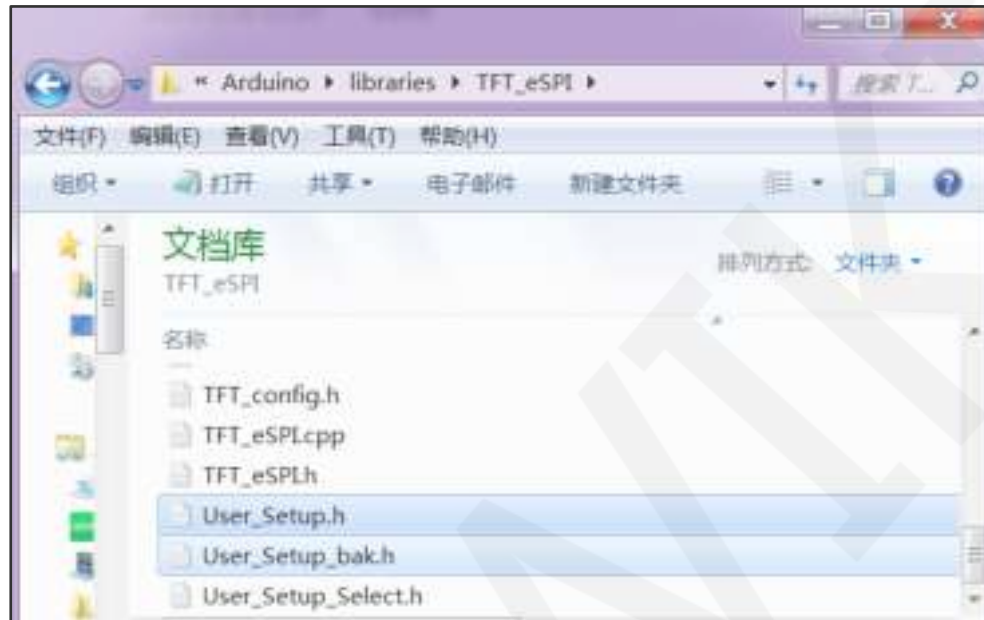 « Arduino ▸ libraries ▸ TFT_eSPI ▸ 搜索 T...
文件(F) 编辑(E) 查看(V) 工具(T) 帮助(H)
组织 打开 共享 电子邮件 新建文件夹
文档库
TFT_eSPI
排列方式: 文件夹
名称
TFT_config.h
TFT_eSPI.cpp
TFT_eSPI.h
User_Setup.h
User_Setup_bak.h
User_Setup_Select.h